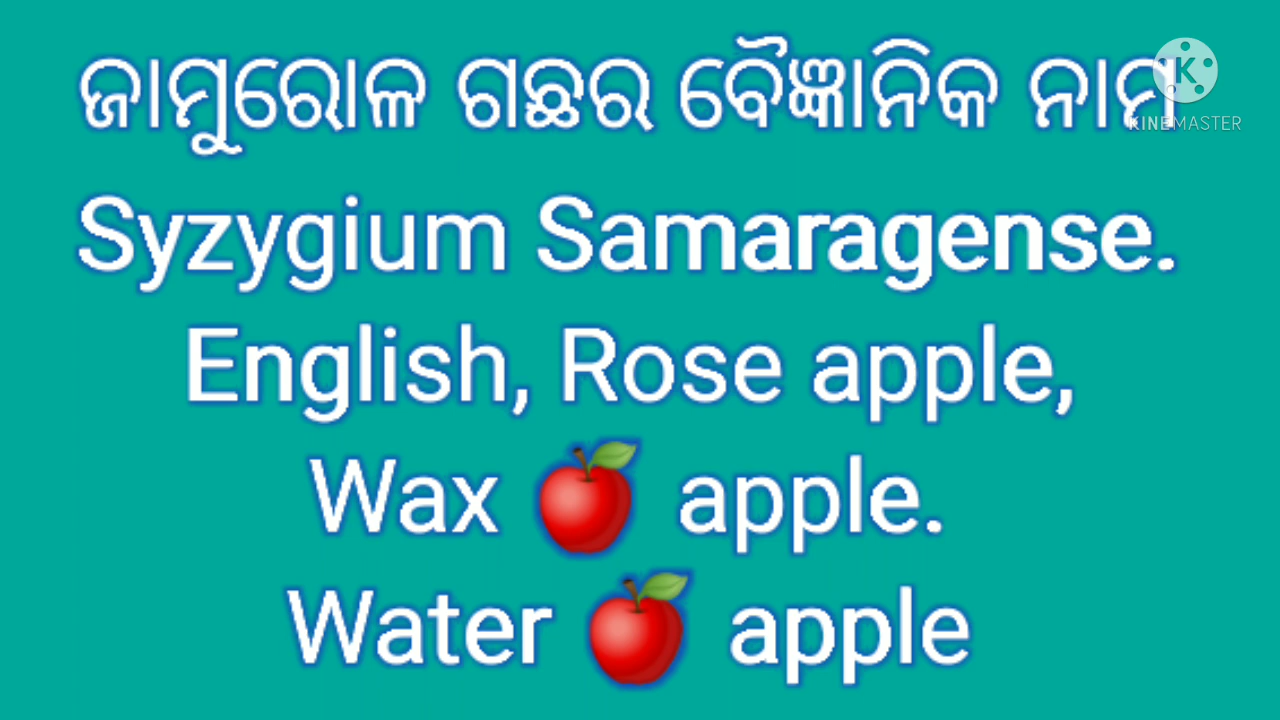 ଜାମୁରୋଳ ଗଛର ବୈଜ୍ଞାନିକ ନାମ
Syzygium Samaragense.
English, Rose apple,
Wax 🍎 apple.
Water 🍎 apple
K
KINEMASTER